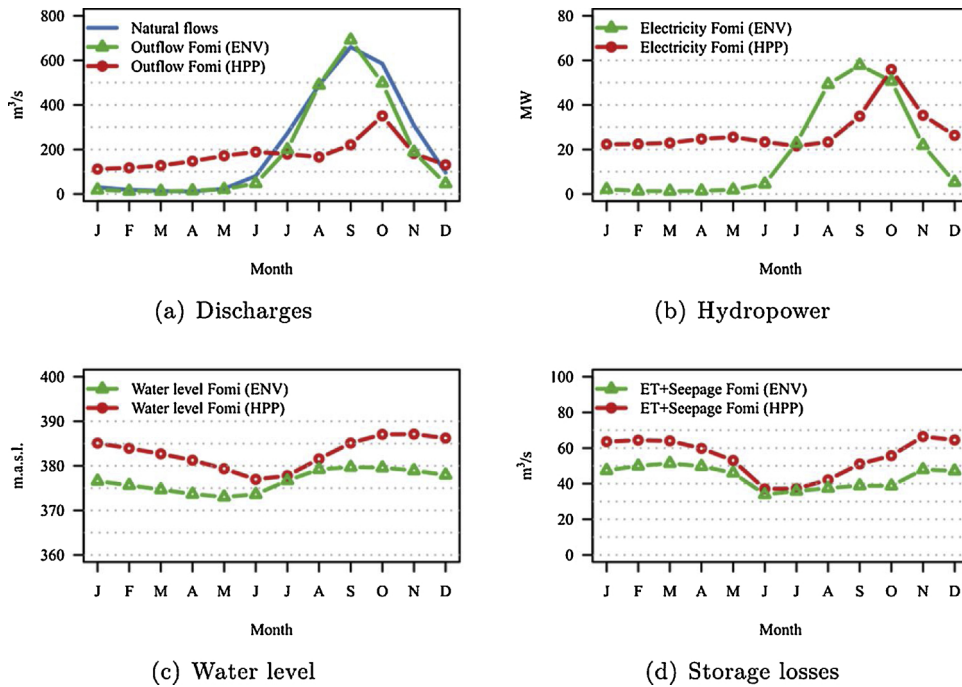 800
600
400
200
0
m³/s
Natural flows
Outflow Fomi (ENV)
Outflow Fomi (HPP)
J F M A M J J A S O N D
Month
(a) Discharges
80
60
40
20
0
MW
Electricity Fomi (ENV)
Electricity Fomi (HPP)
J F M A M J J A S O N D
Month
(b) Hydropower
400
390
380
370
360
m.a.s.l.
Water level Fomi (ENV)
Water level Fomi (HPP)
J F M A M J J A S O N D
Month
(c) Water level
100
80
60
40
20
0
m³/s
ET+Seepage Fomi (ENV)
ET+Seepage Fomi (HPP)
J F M A M J J A S O N D
Month
(d) Storage losses